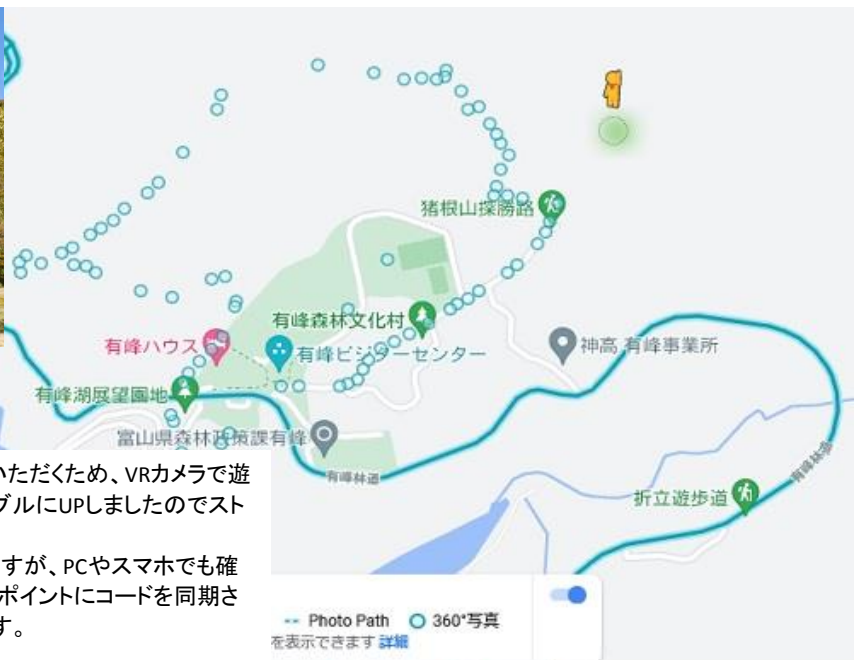 猪根山探勝路
有峰森林文化村
有峰ハウス
有峰ビジターセンター
神高 有峰事業所
有峰湖展望園地
富山県森林政策課有峰
有峰林道
有峰林道
折立遊歩道
いただくため、VRカメラで遊
ブルにUPしましたのでスト
すが、PCやスマホでも確
ポイントにコードを同期さ
す。
Photo Path 360°写真
を表示できます 詳細